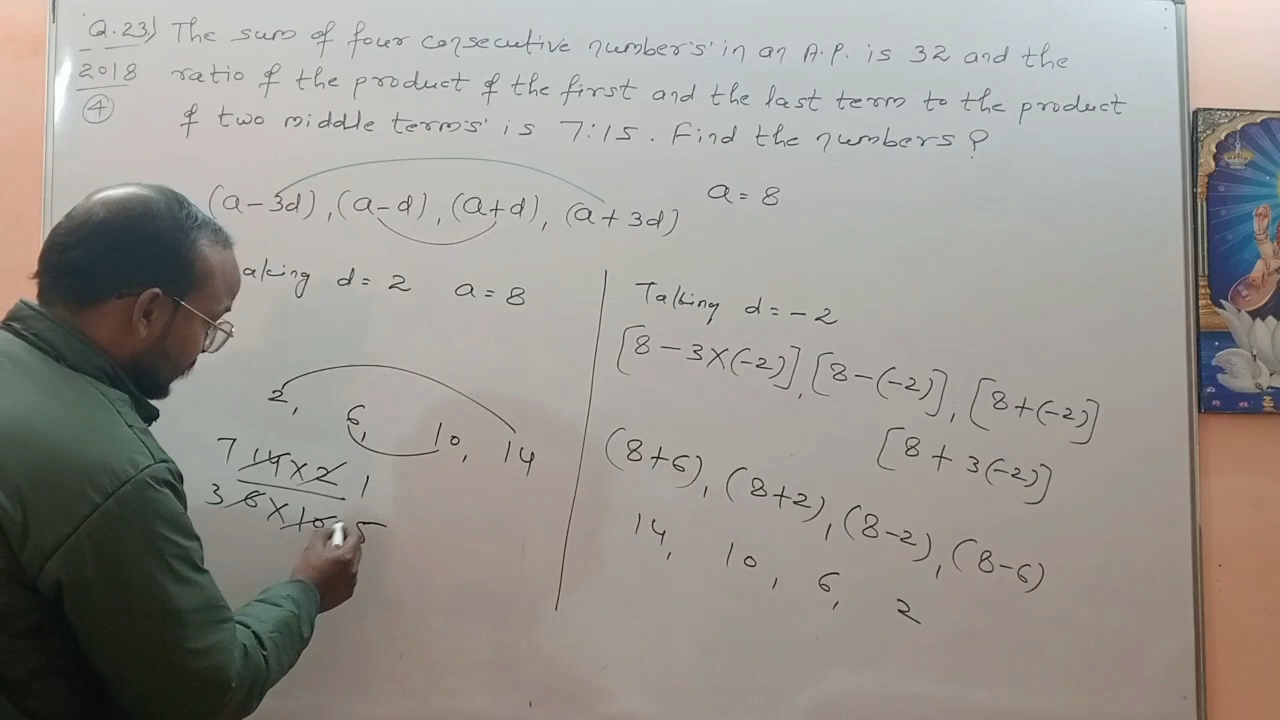 Q.23) The sum of four consecutive numbers' in an A.P. is 32 and the
2018 ratio of the product of the first and the last term to the product
④ of two middle terms' is 7:15. Find the numbers?
(a-3d), (a-d), (a+d), (a+3d) a=8
aking d=2 a=8
Talking d=-2
[8-3×(-2)], [8-(-2)], [8+(-2)]
[8+3(-2)]
2, 6, 10, 14
7 14×2 1
3 6×10 5
(8+6), (8+2), (8-2), (8-6)
14, 10, 6, 2